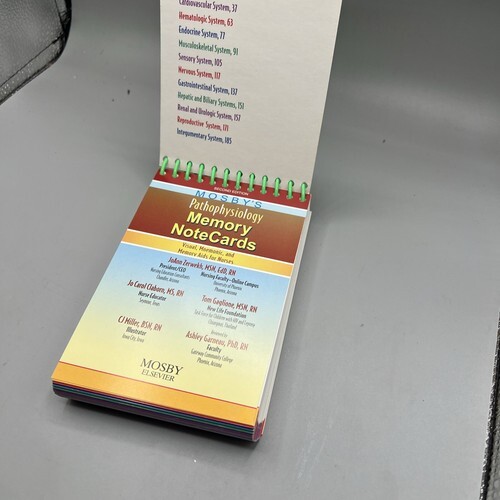 Cardiovascular System, 37
Hematologic System, 63
Endocrine System, 77
Musculoskeletal System, 91
Sensory System, 105
Nervous System, 117
Gastrointestinal System, 137
Hepatic and Biliary Systems, 151
Renal and Urologic System, 157
Reproductive System, 171
Integumentary System, 185
SECOND EDITION
MOSBY'S
Pathophysiology
Memory
NoteCards
Visual, Mnemonic, and
Memory Aids for Nurses
JoAnn Zerwekh, MSN, EdD, RN
President/CEO
Nursing Education Consultants
Chandler, Arizona
Nursing Faculty–Online Campus
University of Phoenix
Phoenix, Arizona
Jo Carol Claborn, MS, RN
Nurse Educator
Tom Gaglione, MSN, RN
New Life Foundation
CJ Miller, BSN, RN
Illustrator
Iowa City, Iowa
Reviewed by
Ashley Garneau, PhD, RN
Faculty
Gateway Community College
Phoenix, Arizona
MOSBY
ELSEVIER